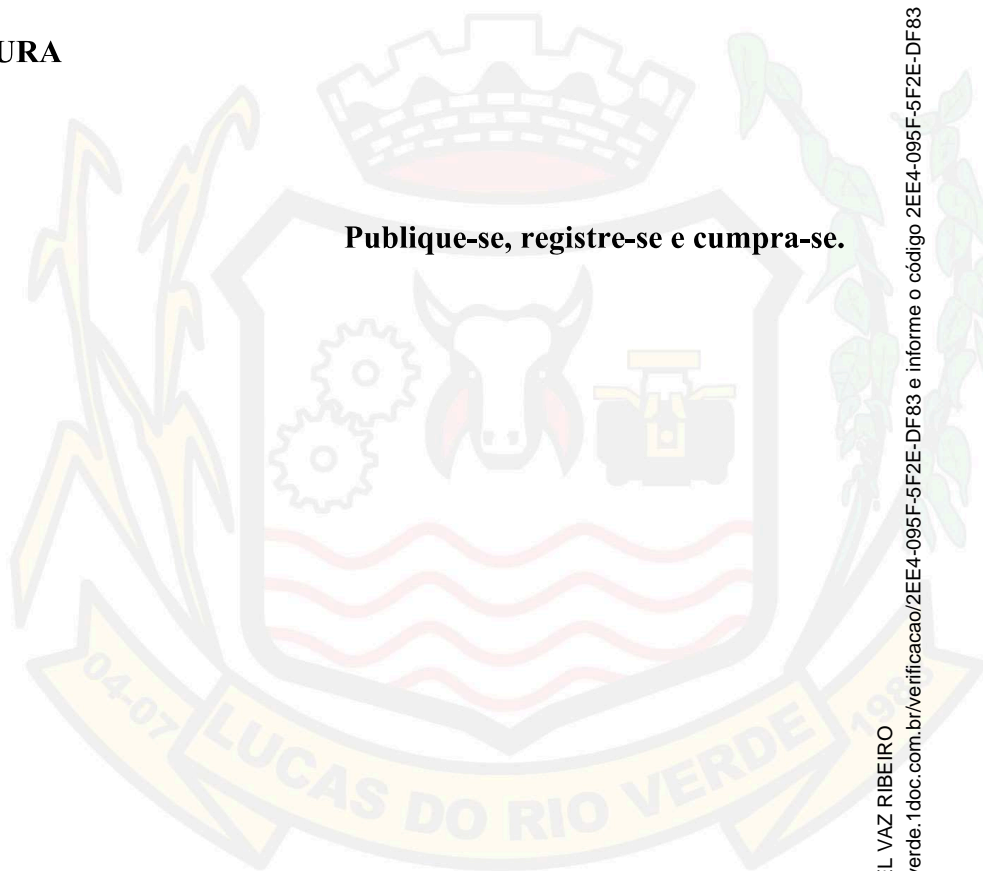 URA
Publique-se, registre-se e cumpra-se.
04-07
LUCAS DO RIO VERDE
EL VAZ RIBEIRO
verde.1doc.com.br/verificacao/2EE4-095F-5F2E-DF83 e informe o código 2EE4-095F-5F2E-DF83